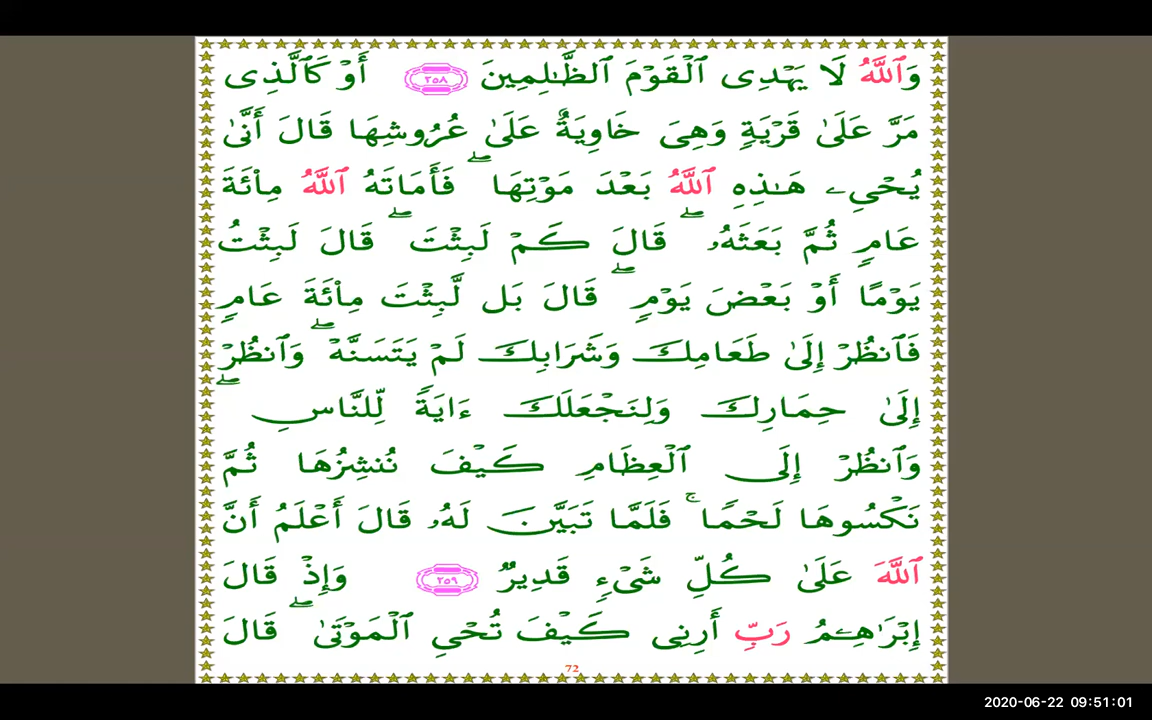 وَٱللَّهُ لَا يَهْدِى ٱلْقَوْمَ ٱلظَّـٰلِمِينَ ٢٥٨ أَوْ كَٱلَّذِى
مَرَّ عَلَىٰ قَرْيَةٍ وَهِىَ خَاوِيَةٌ عَلَىٰ عُرُوشِهَا قَالَ أَنَّىٰ
يُحْىِۦ هَـٰذِهِ ٱللَّهُ بَعْدَ مَوْتِهَا ۖ فَأَمَاتَهُ ٱللَّهُ مِا۟ئَةَ
عَامٍ ثُمَّ بَعَثَهُۥ ۖ قَالَ كَمْ لَبِثْتَ ۖ قَالَ لَبِثْتُ
يَوْمًا أَوْ بَعْضَ يَوْمٍ ۖ قَالَ بَل لَّبِثْتَ مِا۟ئَةَ عَامٍ
فَٱنظُرْ إِلَىٰ طَعَامِكَ وَشَرَابِكَ لَمْ يَتَسَنَّهْ ۖ وَٱنظُرْ
إِلَىٰ حِمَارِكَ وَلِنَجْعَلَكَ ءَايَةً لِّلنَّاسِ ۖ
وَٱنظُرْ إِلَى ٱلْعِظَامِ كَيْفَ نُنشِزُهَا ثُمَّ
نَكْسُوهَا لَحْمًا ۚ فَلَمَّا تَبَيَّنَ لَهُۥ قَالَ أَعْلَمُ أَنَّ
ٱللَّهَ عَلَىٰ كُلِّ شَىْءٍ قَدِيرٌ ٢٥٩ وَإِذْ قَالَ
إِبْرَٰهِـۧمُ رَبِّ أَرِنِى كَيْفَ تُحْىِ ٱلْمَوْتَىٰ ۖ قَالَ
72
2020-06-22 09:51:01